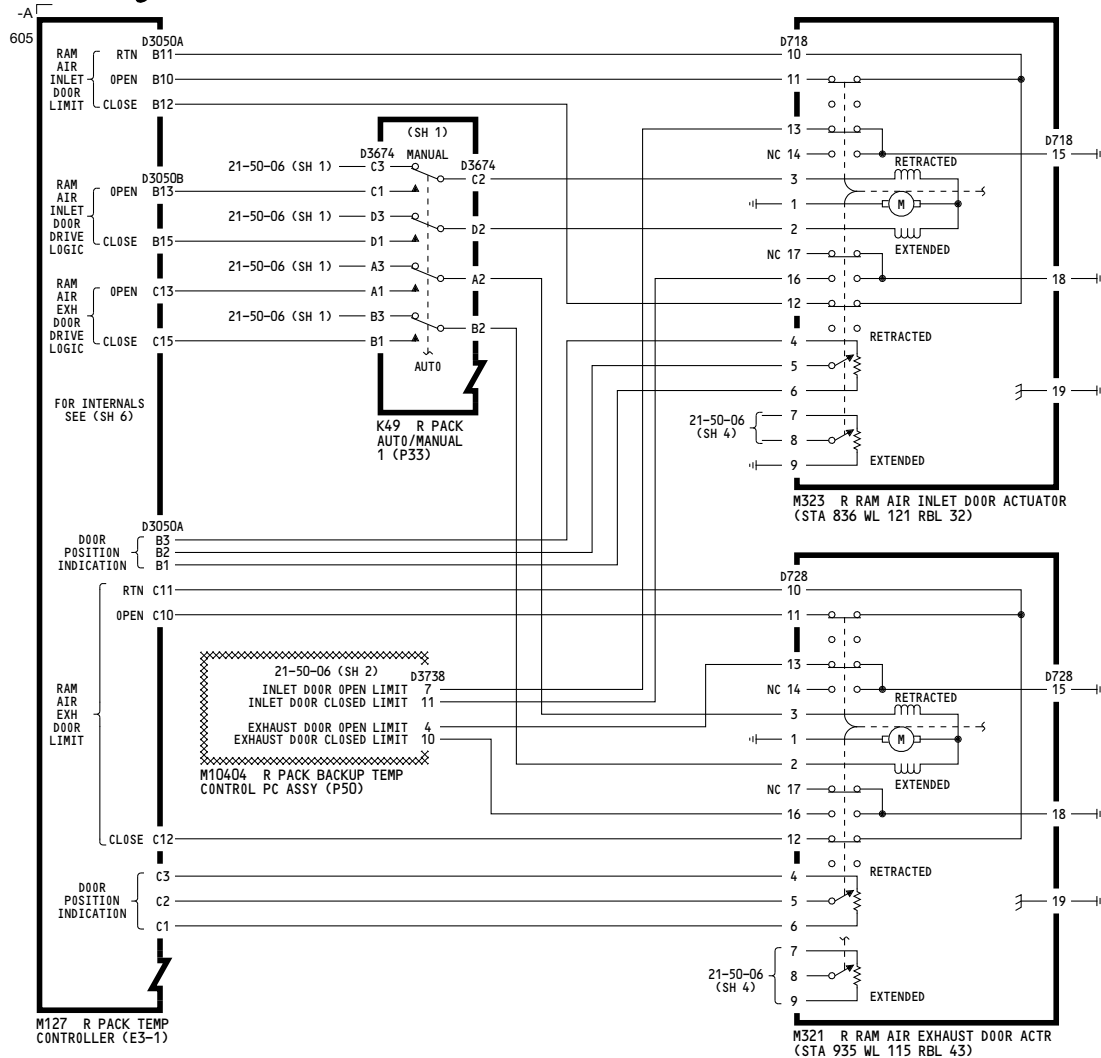 -A
605
D3050A
RAM AIR INLET DOOR LIMIT
RTN B11
OPEN B10
CLOSE B12
D3050B
RAM AIR INLET DOOR DRIVE LOGIC
OPEN B13
CLOSE B15
RAM AIR EXH DOOR DRIVE LOGIC
OPEN C13
CLOSE C15
FOR INTERNALS
SEE (SH 6)
D3050A
DOOR POSITION INDICATION
B3
B2
B1
RTN C11
OPEN C10
RAM AIR EXH DOOR LIMIT
CLOSE C12
DOOR POSITION INDICATION
C3
C2
C1
M127 R PACK TEMP
CONTROLLER (E3-1)
(SH 1)
D3674 MANUAL D3674
21-50-06 (SH 1) C3
C2
C1
21-50-06 (SH 1) D3
D2
D1
21-50-06 (SH 1) A3
A2
A1
21-50-06 (SH 1) B3
B2
B1
AUTO
K49 R PACK
AUTO/MANUAL
1 (P33)
21-50-06 (SH 2)
D3738
INLET DOOR OPEN LIMIT 7
INLET DOOR CLOSED LIMIT 11
EXHAUST DOOR OPEN LIMIT 4
EXHAUST DOOR CLOSED LIMIT 10
M10404 R PACK BACKUP TEMP
CONTROL PC ASSY (P50)
D718
10
11
13
D718
NC 14
15
RETRACTED
3
1
M
2
EXTENDED
NC 17
16
18
12
4
RETRACTED
5
6
19
7
21-50-06
(SH 4)
8
9
EXTENDED
M323 R RAM AIR INLET DOOR ACTUATOR
(STA 836 WL 121 RBL 32)
D728
10
11
13
D728
NC 14
15
RETRACTED
3
1
M
2
EXTENDED
NC 17
16
18
12
4
RETRACTED
5
19
6
7
21-50-06
(SH 4)
8
9
EXTENDED
M321 R RAM AIR EXHAUST DOOR ACTR
(STA 935 WL 115 RBL 43)